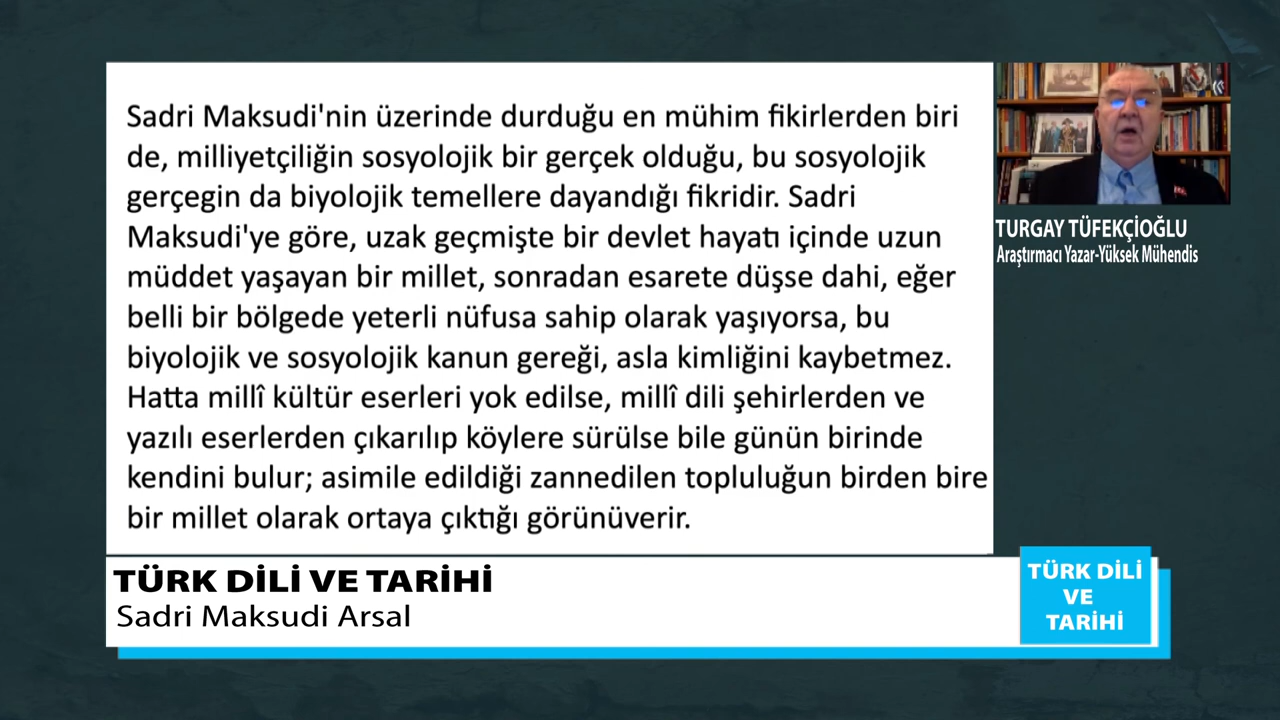 Sadri Maksudi'nin üzerinde durduğu en mühim fikirlerden biri
de, milliyetçiliğin sosyolojik bir gerçek olduğu, bu sosyolojik
gerçegin da biyolojik temellere dayandığı fikridir. Sadri
Maksudi'ye göre, uzak geçmişte bir devlet hayatı içinde uzun
müddet yaşayan bir millet, sonradan esarete düşse dahi, eğer
belli bir bölgede yeterli nüfusa sahip olarak yaşıyorsa, bu
biyolojik ve sosyolojik kanun gereği, asla kimliğini kaybetmez.
Hatta millî kültür eserleri yok edilse, millî dili şehirlerden ve
yazılı eserlerden çıkarılıp köylere sürülse bile günün birinde
kendini bulur; asimile edildiği zannedilen topluluğun birden bire
bir millet olarak ortaya çıktığı görünüverir.
TURGAY TÜFEKÇİOĞLU
Araştırmacı Yazar-Yüksek Mühendis
TÜRK DİLİ VE TARİHİ
Sadri Maksudi Arsal
TÜRK DİLİ
VE
TARİHİ